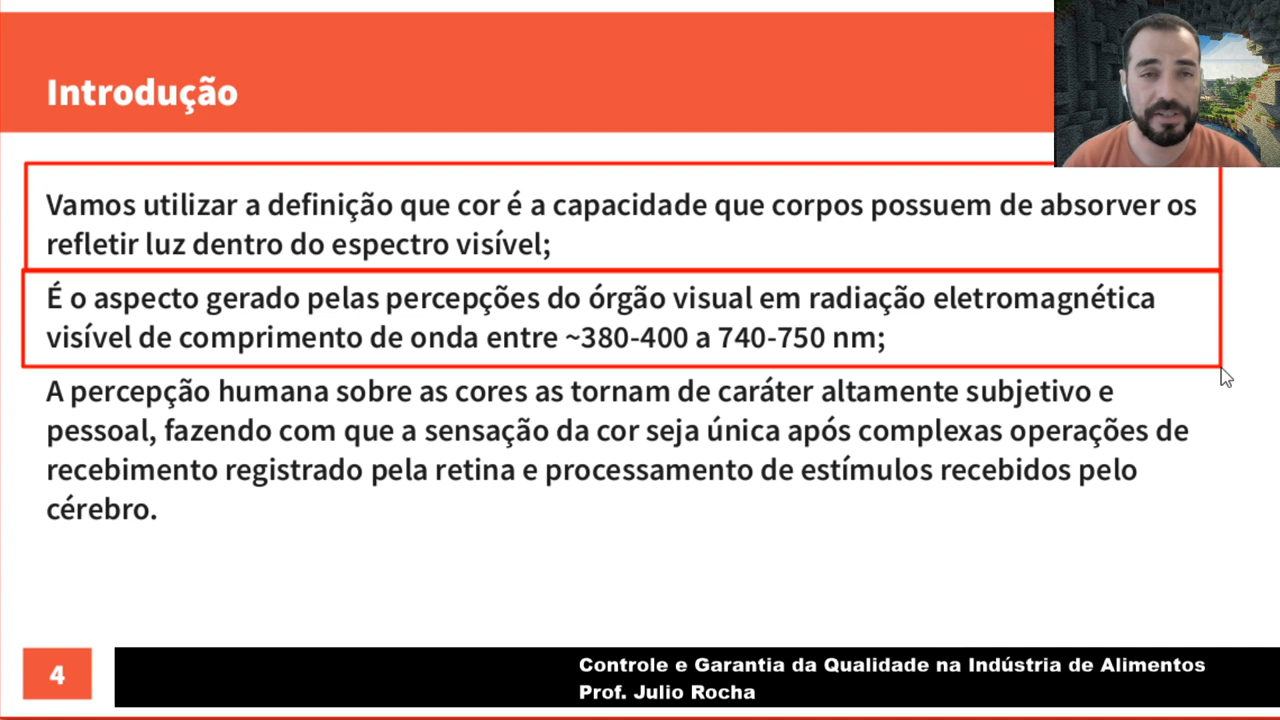 Introdução
Vamos utilizar a definição que cor é a capacidade que corpos possuem de absorver os
refletir luz dentro do espectro visível;
É o aspecto gerado pelas percepções do órgão visual em radiação eletromagnética
visível de comprimento de onda entre ~380-400 a 740-750 nm;
A percepção humana sobre as cores as tornam de caráter altamente subjetivo e
pessoal, fazendo com que a sensação da cor seja única após complexas operações de
recebimento registrado pela retina e processamento de estímulos recebidos pelo
cérebro.
4
Controle e Garantia da Qualidade na Indústria de Alimentos
Prof. Julio Rocha